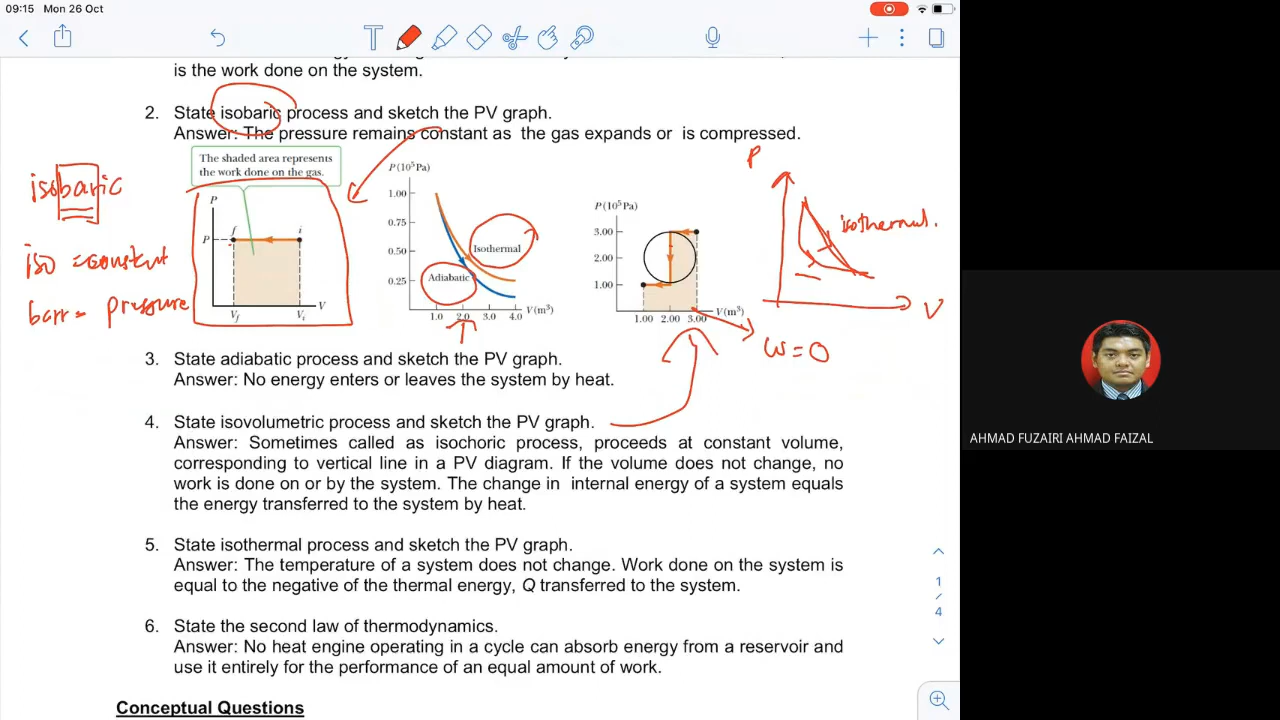 09:15 Mon 26 Oct
is the work done on the system.
2. State isobaric process and sketch the PV graph.
Answer: The pressure remains constant as the gas expands or is compressed.
isobaric
iso = constant
barr = pressure
The shaded area represents
the work done on the gas.
P
P
f
i
V
Vf
Vi
P (10⁵ Pa)
1.00
0.75
0.50
0.25
Isothermal
Adiabatic
1.0 2.0 3.0 4.0
V (m³)
P (10⁵ Pa)
3.00
2.00
1.00
1.00 2.00 3.00
V (m³)
P
isothermal.
V
W = 0
3. State adiabatic process and sketch the PV graph.
Answer: No energy enters or leaves the system by heat.
4. State isovolumetric process and sketch the PV graph.
Answer: Sometimes called as isochoric process, proceeds at constant volume,
corresponding to vertical line in a PV diagram. If the volume does not change, no
work is done on or by the system. The change in internal energy of a system equals
the energy transferred to the system by heat.
5. State isothermal process and sketch the PV graph.
Answer: The temperature of a system does not change. Work done on the system is
equal to the negative of the thermal energy, Q transferred to the system.
6. State the second law of thermodynamics.
Answer: No heat engine operating in a cycle can absorb energy from a reservoir and
use it entirely for the performance of an equal amount of work.
Conceptual Questions
1
/
4
AHMAD FUZAIRI AHMAD FAIZAL